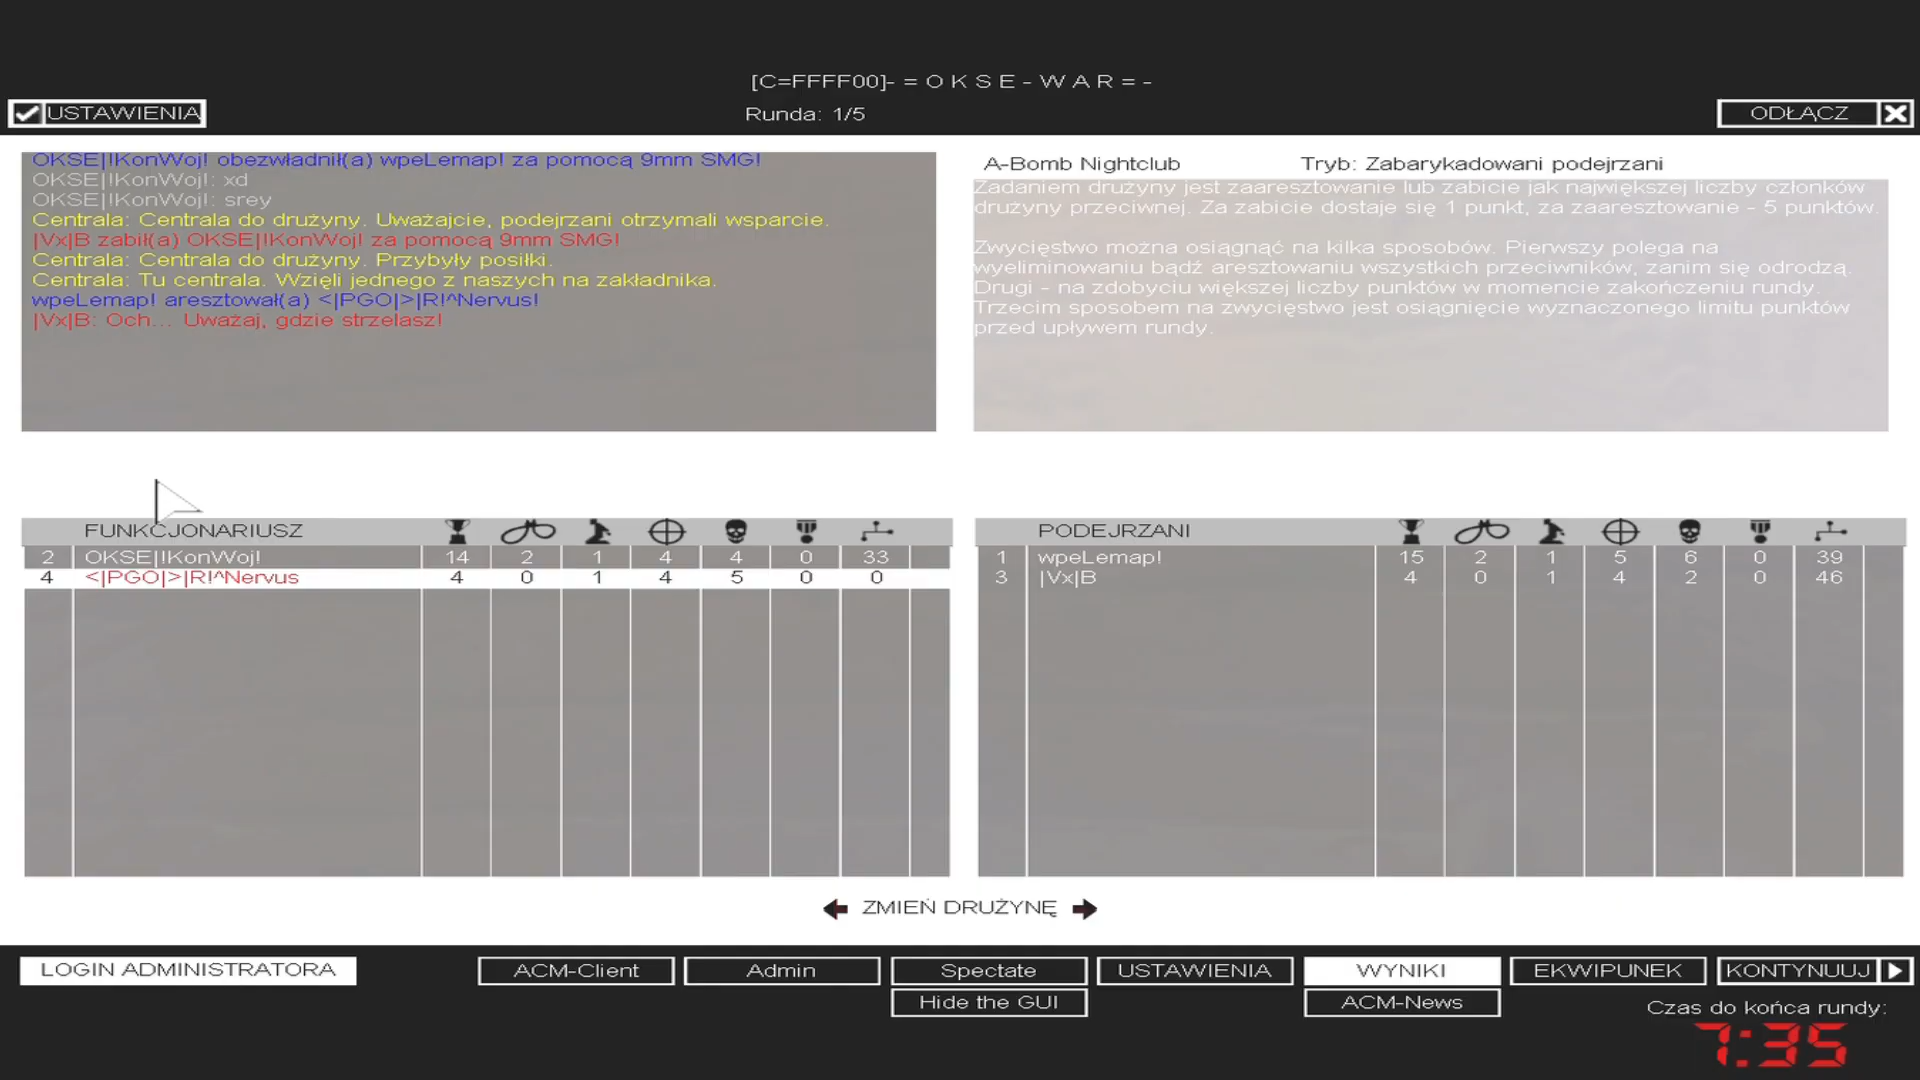 [C=FFFF00]- = O K S E - W A R = -
USTAWIENIA
Runda: 1/5
ODŁĄCZ
OKSE|!KonWoj! obezwładnił(a) wpeLemap! za pomocą 9mm SMG!
OKSE|!KonWoj!: xd
OKSE|!KonWoj!: srey
Centrala: Centrala do drużyny. Uważajcie, podejrzani otrzymali wsparcie.
|Vx|B zabił(a) OKSE|!KonWoj! za pomocą 9mm SMG!
Centrala: Centrala do drużyny. Przybyły posiłki.
Centrala: Tu centrala. Wzięli jednego z naszych na zakładnika.
wpeLemap! aresztował(a) <|PGO|>|R!^Nervus!
|Vx|B: Och... Uważaj, gdzie strzelasz!
A-Bomb Nightclub Tryb: Zabarykadowani podejrzani
Zadaniem drużyny jest zaaresztowanie lub zabicie jak największej liczby członków
drużyny przeciwnej. Za zabicie dostaje się 1 punkt, za zaaresztowanie - 5 punktów.
Zwycięstwo można osiągnąć na kilka sposobów. Pierwszy polega na
wyeliminowaniu bądź aresztowaniu wszystkich przeciwników, zanim się odrodzą.
Drugi - na zdobyciu większej liczby punktów w momencie zakończeniu rundy.
Trzecim sposobem na zwycięstwo jest osiągnięcie wyznaczonego limitu punktów
przed upływem rundy.
FUNKCJONARIUSZ
2 OKSE|!KonWoj! 14 2 1 4 4 0 33
4 <|PGO|>|R!^Nervus 4 0 1 4 5 0 0
PODEJRZANI
1 wpeLemap! 15 2 1 5 6 0 39
3 |Vx|B 4 0 1 4 2 0 46
ZMIEŃ DRUŻYNĘ
LOGIN ADMINISTRATORA
ACM-Client
Admin
Spectate
USTAWIENIA
WYNIKI
EKWIPUNEK
KONTYNUUJ
Hide the GUI
ACM-News
Czas do końca rundy:
7:35